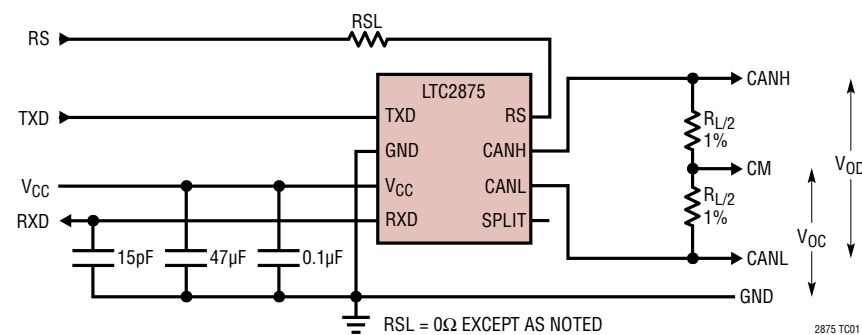 RSL
RS
LTC2875
TXD
TXD
RS
GND
CANH
VCC
VCC
CANL
RXD
RXD
SPLIT
15pF
47µF
0.1µF
CANH
RL/2
1%
CM
VOD
RL/2
1%
VOC
CANL
GND
RSL = 0Ω EXCEPT AS NOTED
2875 TC01